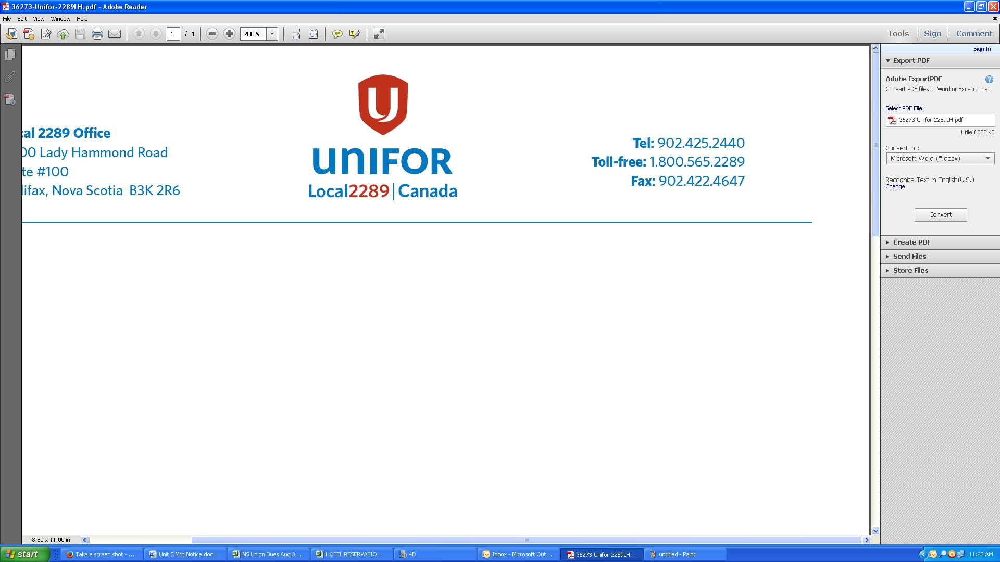 36273-Unifor-2289LH.pdf - Adobe Reader
File Edit View Window Help
1 / 1 200% Tools Sign Comment
Sign In
Export PDF
Adobe ExportPDF
Convert PDF files to Word or Excel online.
Select PDF File:
36273-Unifor-2289LH.pdf
1 file / 522 KB
Convert To:
Microsoft Word (*.docx)
Recognize Text in English(U.S.)
Change
Convert
Create PDF
Send Files
Store Files
cal 2289 Office
00 Lady Hammond Road
te #100
lifax, Nova Scotia B3K 2R6
U
UNIFOR
Local2289|Canada
Tel: 902.425.2440
Toll-free: 1.800.565.2289
Fax: 902.422.4647
8.50 x 11.00 in
start Take a screen shot - ... Unit 5 Mtg Notice.doc... NS Union Dues Aug 3... HOTEL RESERVATIO... 4D Inbox - Microsoft Out... 36273-Unifor-2289LH... untitled - Paint 11:25 AM